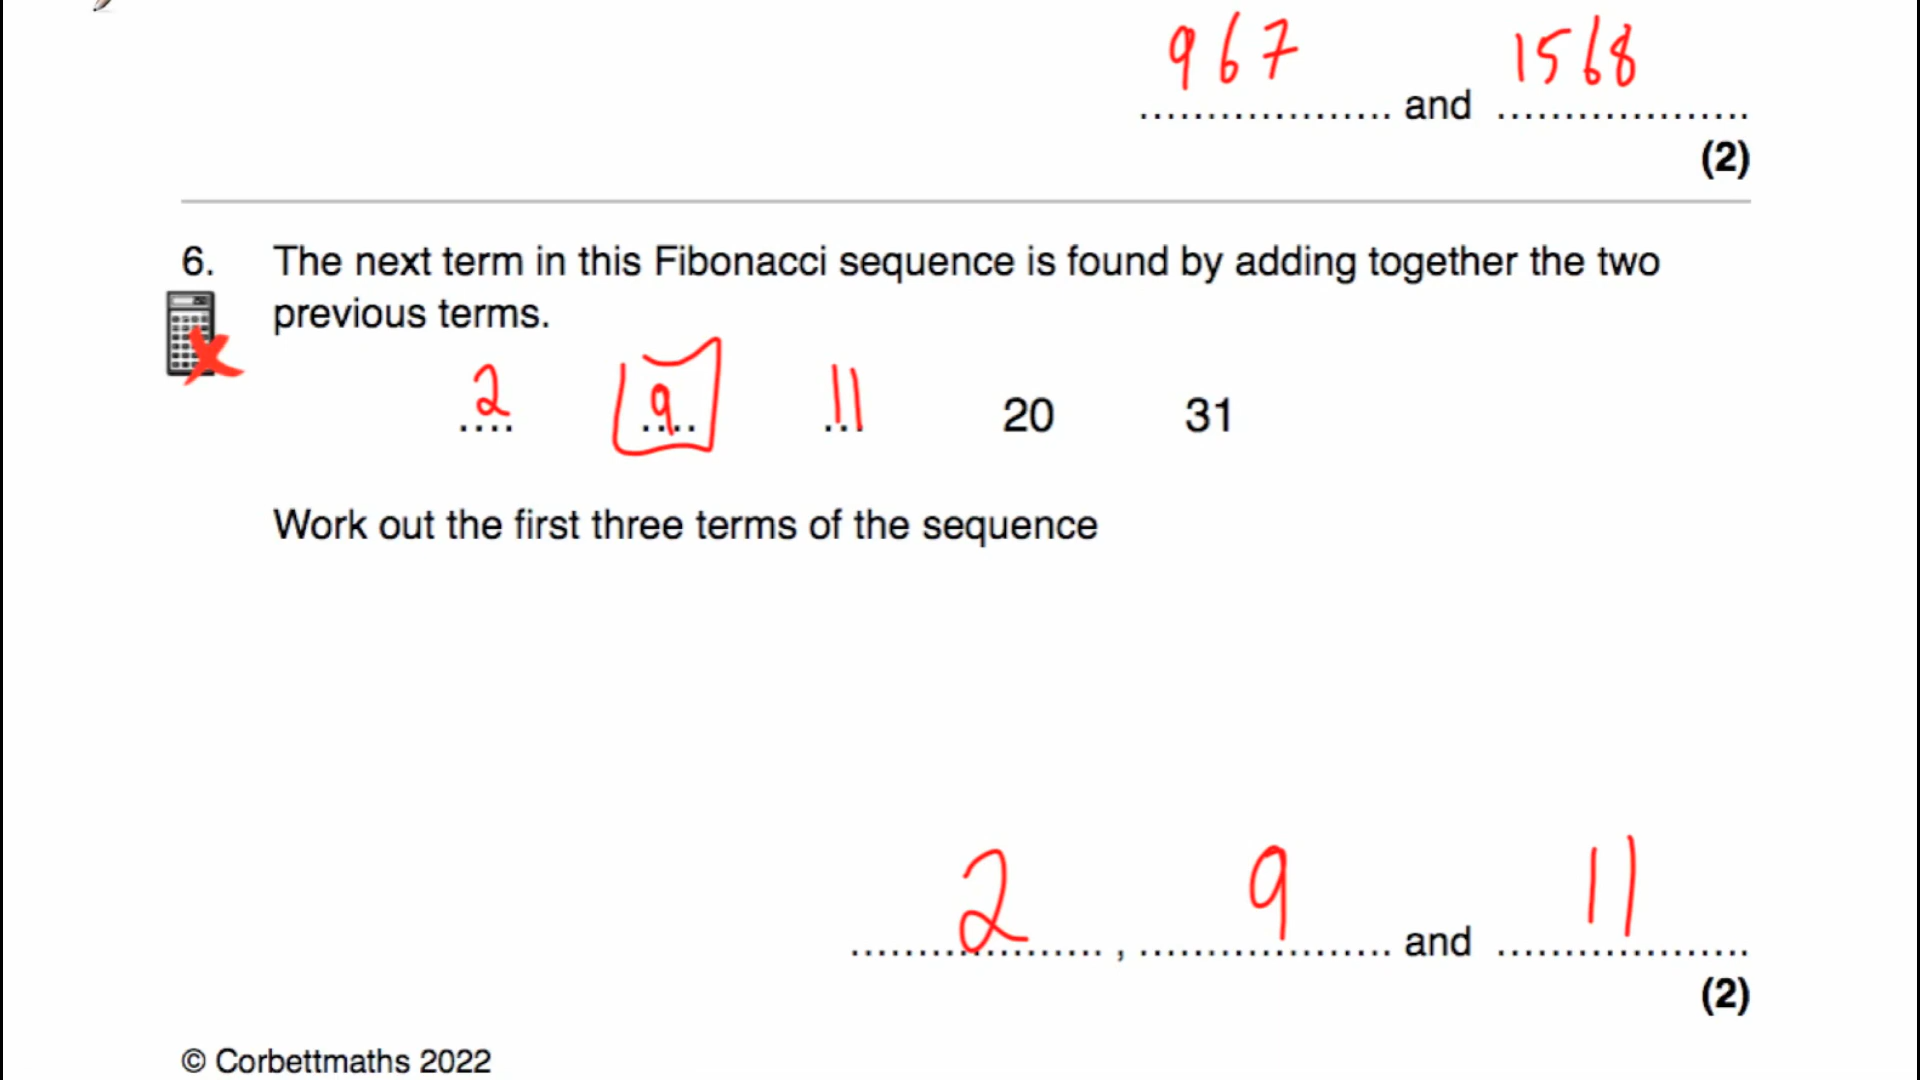 967 1568
.................... and ....................
(2)
6. The next term in this Fibonacci sequence is found by adding together the two
previous terms.
2 9 11 20 31
Work out the first three terms of the sequence
2 9 11
.................... , .................... and ....................
(2)
© Corbettmaths 2022